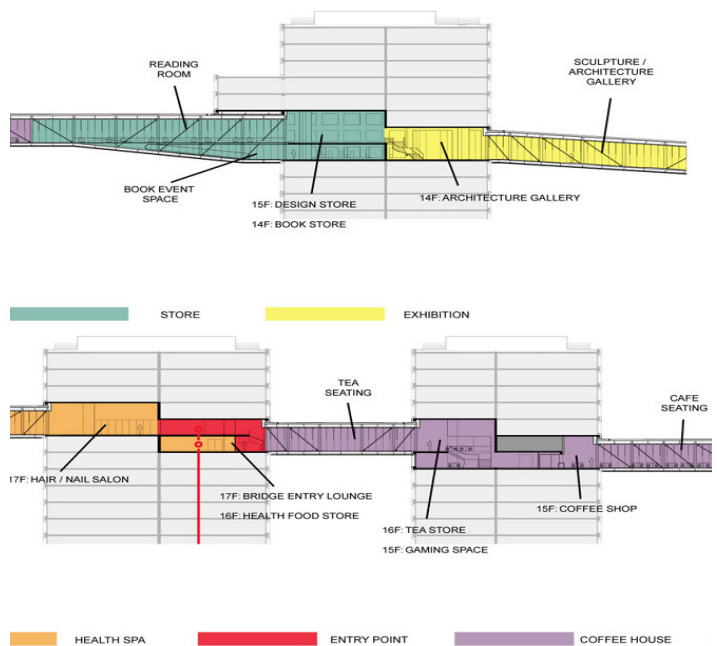 READING
ROOM
SCULPTURE /
ARCHITECTURE
GALLERY
BOOK EVENT
SPACE
15F: DESIGN STORE
14F: BOOK STORE
14F: ARCHITECTURE GALLERY
STORE
EXHIBITION
TEA
SEATING
CAFE
SEATING
17F: HAIR / NAIL SALON
17F: BRIDGE ENTRY LOUNGE
16F: HEALTH FOOD STORE
15F: COFFEE SHOP
16F: TEA STORE
15F: GAMING SPACE
HEALTH SPA
ENTRY POINT
COFFEE HOUSE